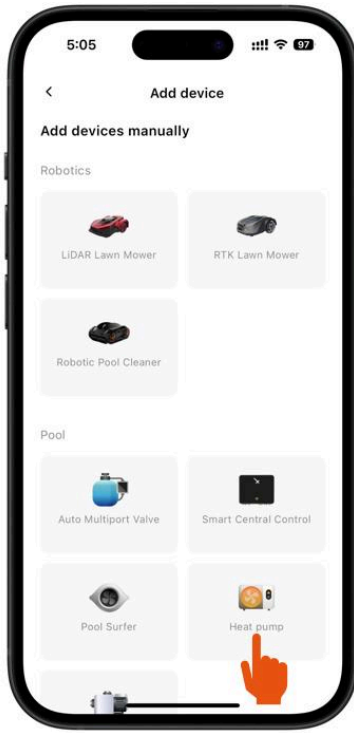 5:05
97
Add device
Add devices manually
Robotics
LiDAR Lawn Mower
RTK Lawn Mower
Robotic Pool Cleaner
Pool
Auto Multiport Valve
Smart Central Control
Pool Surfer
Heat pump